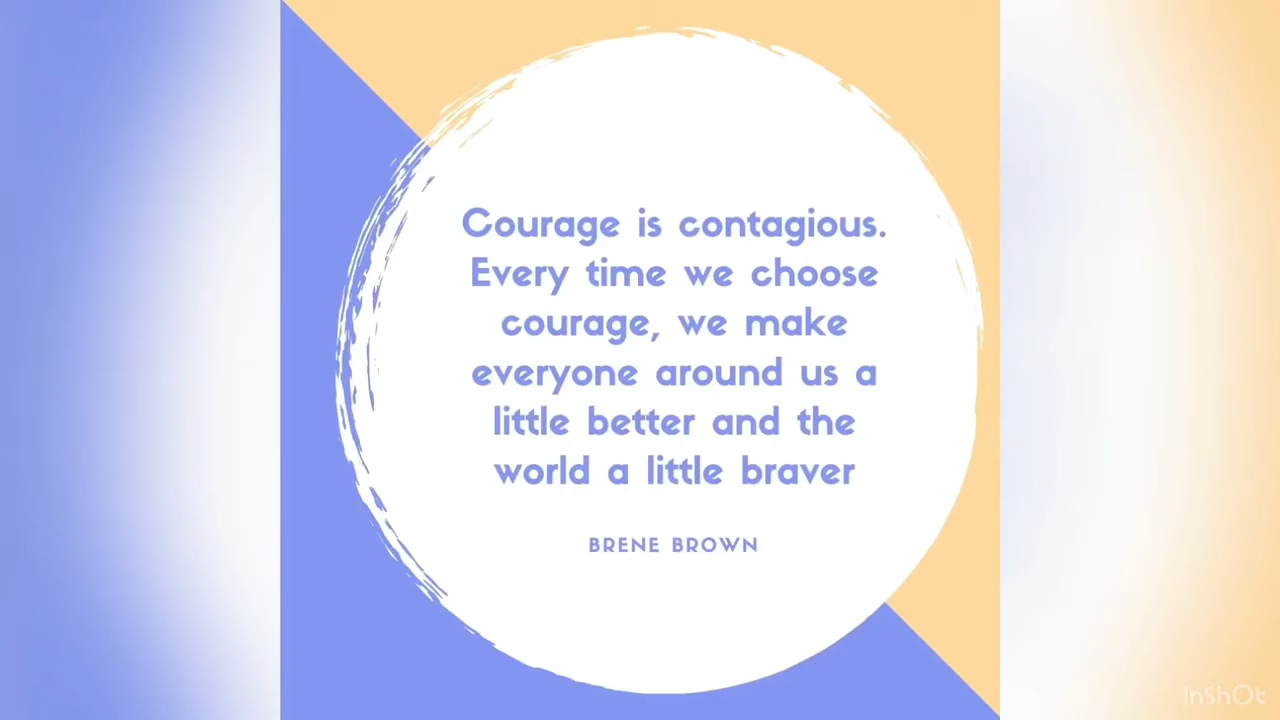 Courage is contagious.
Every time we choose
courage, we make
everyone around us a
little better and the
world a little braver
BRENE BROWN
InShOt